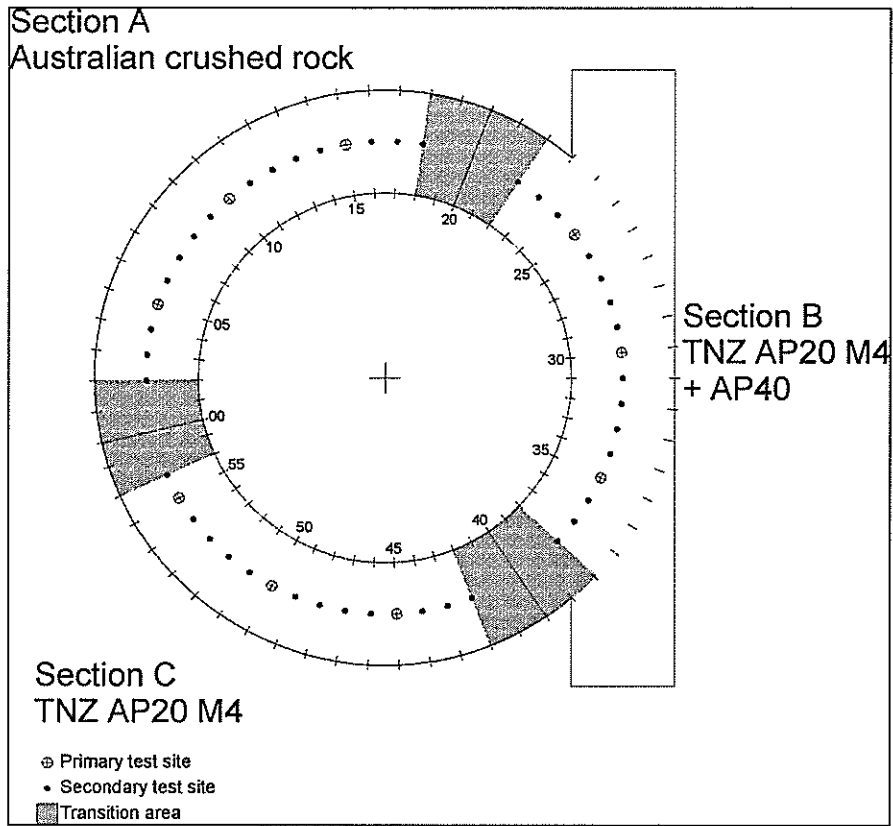 Section A
Australian crushed rock
15
20
10
25
05
Section B
TNZ AP20 M4
+ AP40
30
00
35
55
50
45
40
Section C
TNZ AP20 M4
Primary test site
Secondary test site
Transition area